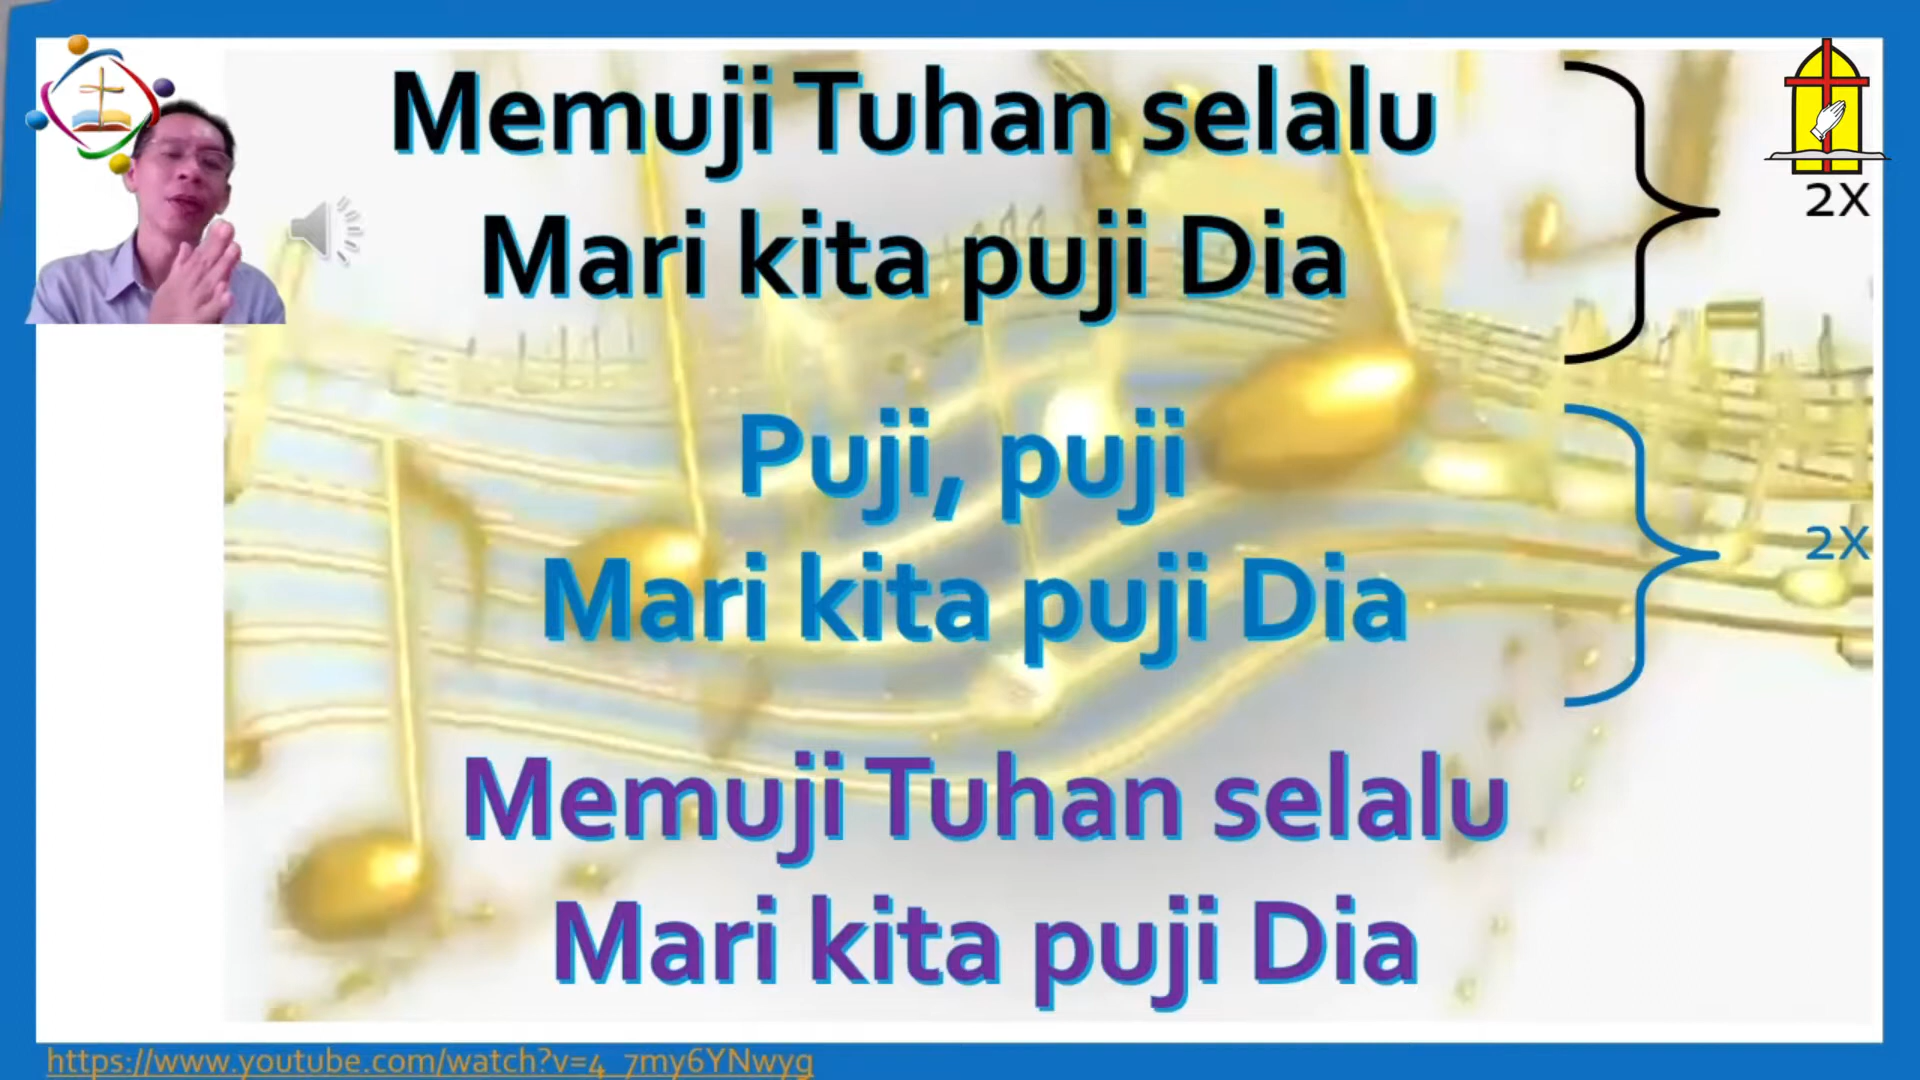 Memuji Tuhan selalu
Mari kita puji Dia
2X
Puji, puji
Mari kita puji Dia
2X
Memuji Tuhan selalu
Mari kita puji Dia
https://www.youtube.com/watch?v=4_7my6YNwyg